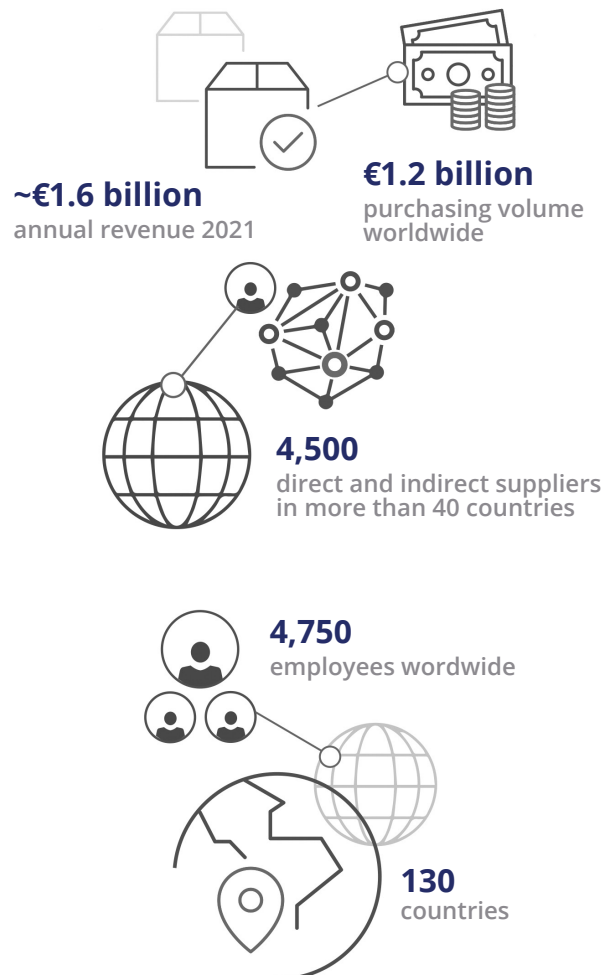 ~€1.6 billion
annual revenue 2021
€1.2 billion
purchasing volume
worldwide
4,500
direct and indirect suppliers
in more than 40 countries
4,750
employees wordwide
130
countries